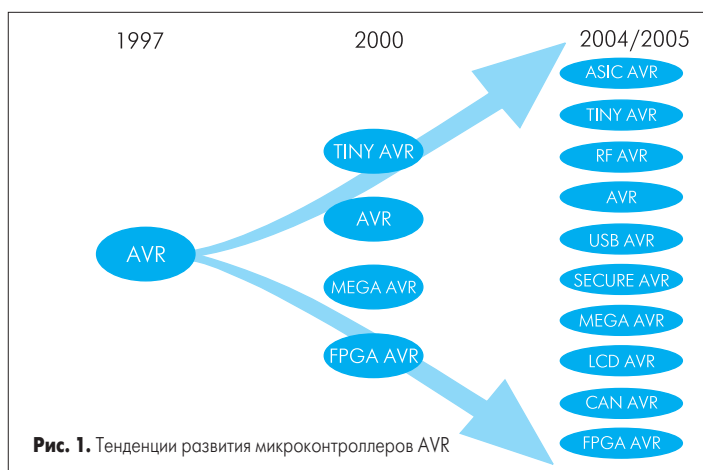 1997
2000
2004/2005
AVR
TINY AVR
AVR
MEGA AVR
FPGA AVR
ASIC AVR
TINY AVR
RF AVR
AVR
USB AVR
SECURE AVR
MEGA AVR
LCD AVR
CAN AVR
FPGA AVR
Рис. 1. Тенденции развития микроконтроллеров AVR